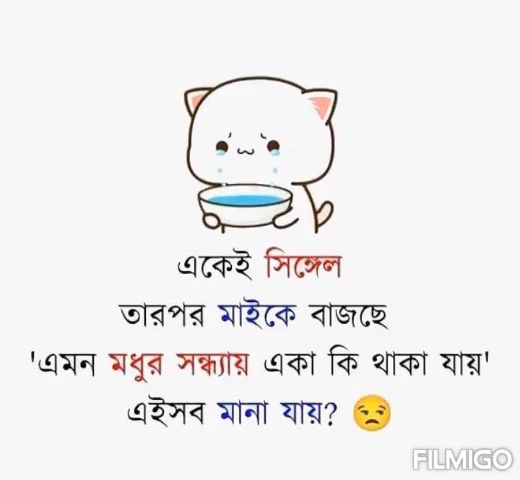 একেই সিঙ্গেল
তারপর মাইকে বাজছে
'এমন মধুর সন্ধ্যায় একা কি থাকা যায়'
এইসব মানা যায়? 😒
FILMIGO